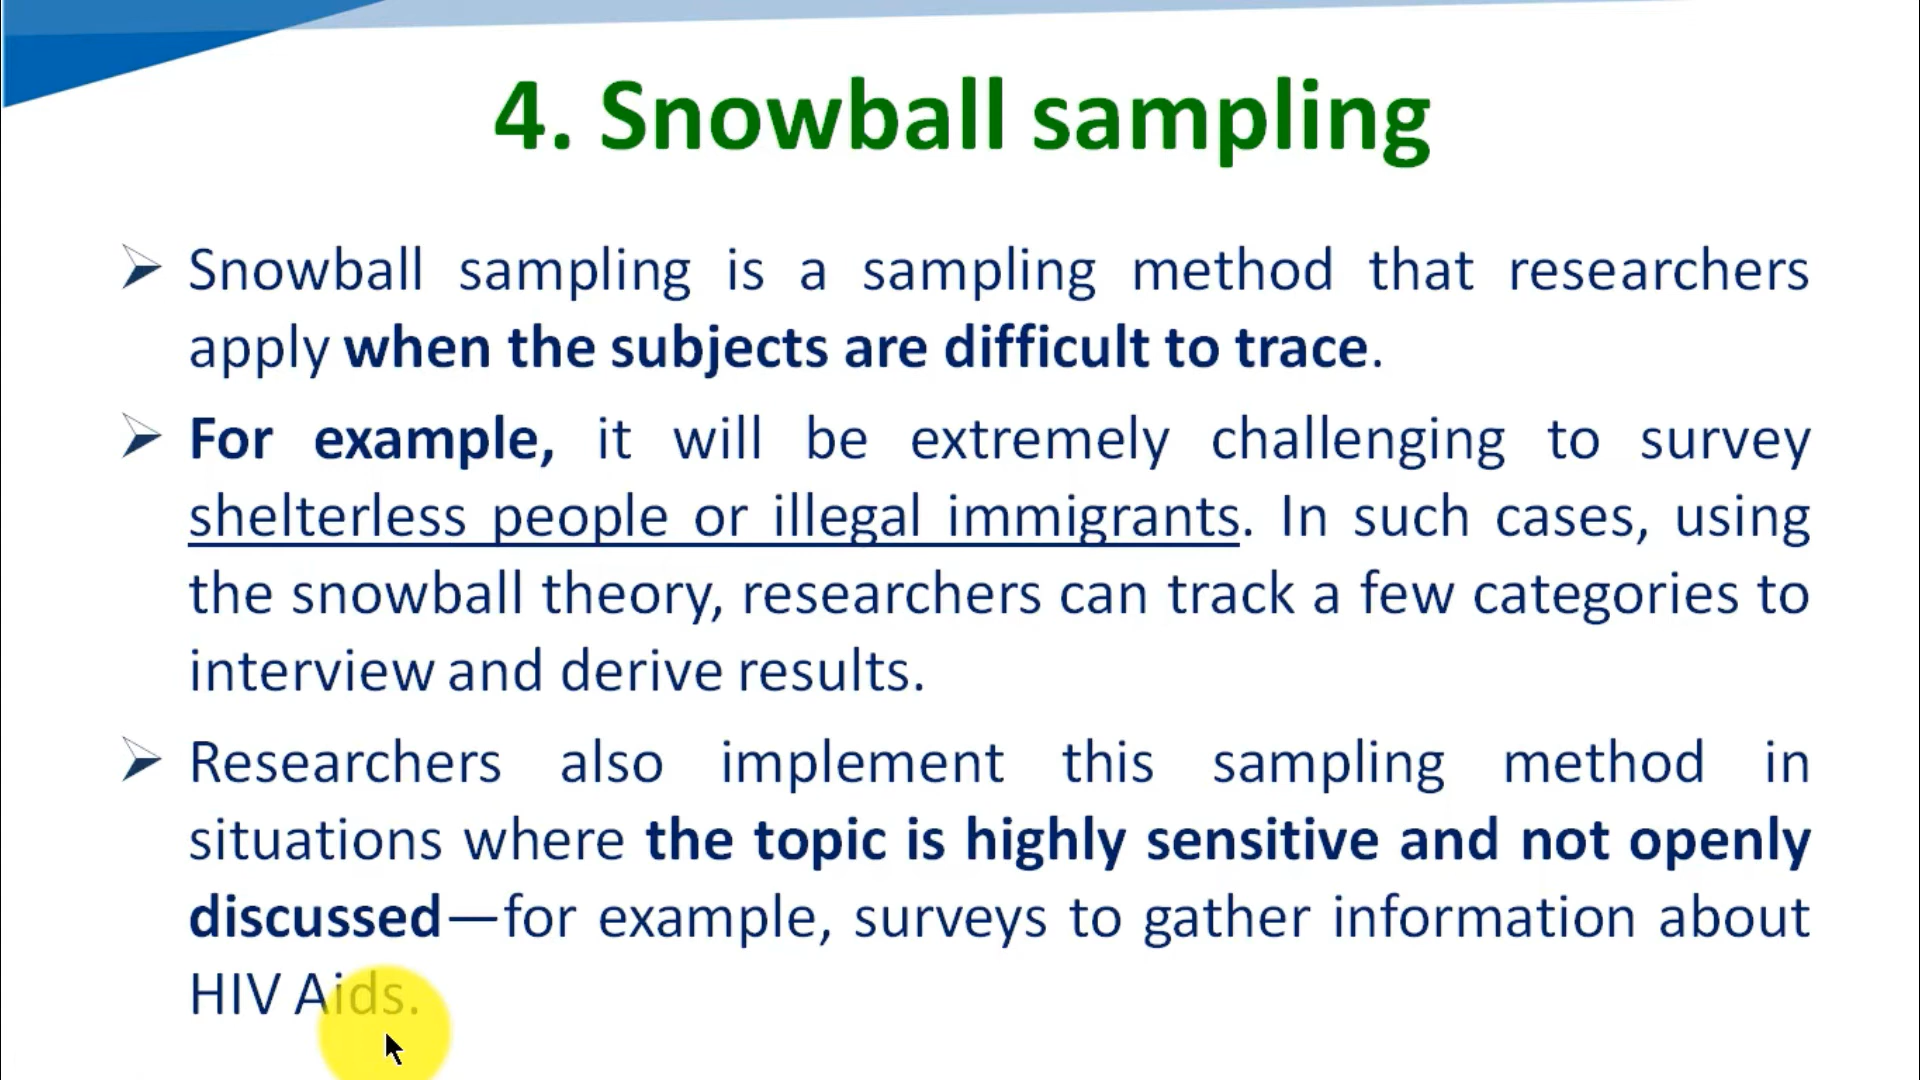 4. Snowball sampling
Snowball sampling is a sampling method that researchers
apply when the subjects are difficult to trace.
For example, it will be extremely challenging to survey
shelterless people or illegal immigrants. In such cases, using
the snowball theory, researchers can track a few categories to
interview and derive results.
Researchers also implement this sampling method in
situations where the topic is highly sensitive and not openly
discussed—for example, surveys to gather information about
HIV Aids.